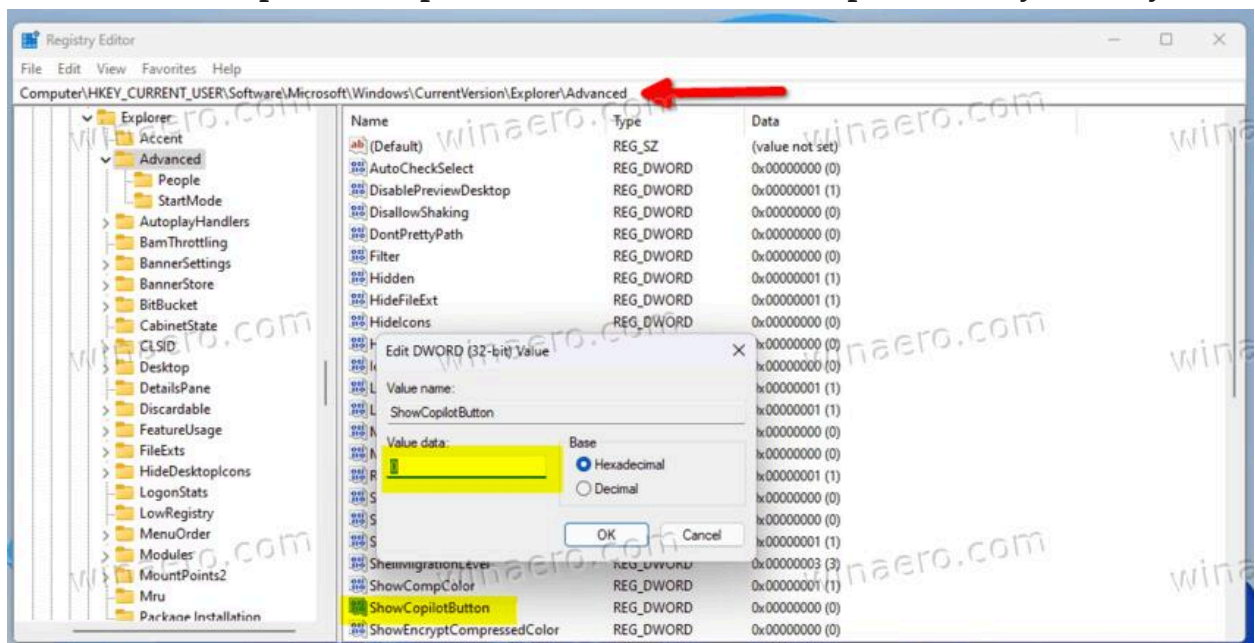 Registry Editor
File Edit View Favorites Help
Computer\HKEY_CURRENT_USER\Software\Microsoft\Windows\CurrentVersion\Explorer\Advanced
Explorer
Accent
Advanced
People
StartMode
AutoplayHandlers
BamThrottling
BannerSettings
BannerStore
BitBucket
CabinetState
CLSID
Desktop
DetailsPane
Discardable
FeatureUsage
FileExts
HideDesktopIcons
LogonStats
LowRegistry
MenuOrder
Modules
MountPoints2
Mru
Package Installation
Name Type Data
(Default) REG_SZ (value not set)
AutoCheckSelect REG_DWORD 0x00000000 (0)
DisablePreviewDesktop REG_DWORD 0x00000001 (1)
DisallowShaking REG_DWORD 0x00000000 (0)
DontPrettyPath REG_DWORD 0x00000000 (0)
Filter REG_DWORD 0x00000000 (0)
Hidden REG_DWORD 0x00000001 (1)
HideFileExt REG_DWORD 0x00000001 (1)
HideIcons REG_DWORD 0x00000000 (0)
Edit DWORD (32-bit) Value
Value name:
ShowCopilotButton
Value data:
0
Base
Hexadecimal
Decimal
OK Cancel
ShellMigrationLevel REG_DWORD 0x00000003 (3)
ShowCompColor REG_DWORD 0x00000001 (1)
ShowCopilotButton REG_DWORD 0x00000000 (0)
ShowEncryptCompressedColor REG_DWORD 0x00000000 (0)
winaero.com